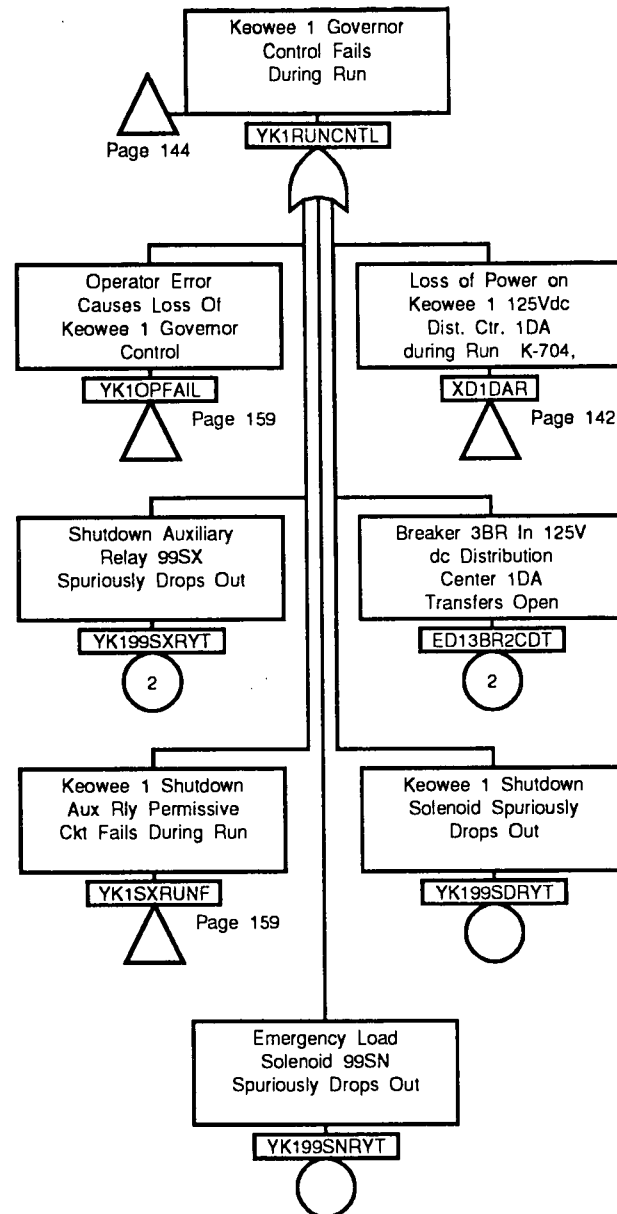 Keowee 1 Governor
Control Fails
During Run
Page 144
YK1RUNCNTL
Operator Error
Causes Loss Of
Keowee 1 Governor
Control
YK1OPFAIL
Page 159
Loss of Power on
Keowee 1 125Vdc
Dist. Ctr. 1DA
during Run K-704,
XD1DAR
Page 142
Shutdown Auxiliary
Relay 99SX
Spuriously Drops Out
YK199SXRYT
2
Breaker 3BR In 125V
dc Distribution
Center 1DA
Transfers Open
ED13BR2CDT
2
Keowee 1 Shutdown
Aux Rly Permissive
Ckt Fails During Run
YK1SXRUNF
Page 159
Keowee 1 Shutdown
Solenoid Spuriously
Drops Out
YK199SDRYT
Emergency Load
Solenoid 99SN
Spuriously Drops Out
YK199SNRYT